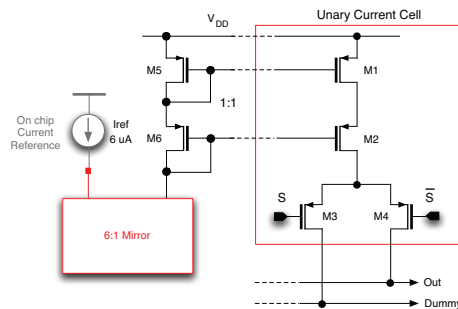 Unary Current Cell
V_DD
M5
M1
1:1
On chip
Current
Reference
Iref
6 uA
M6
M2
S
S̅
M3
M4
6:1 Mirror
Out
Dummy